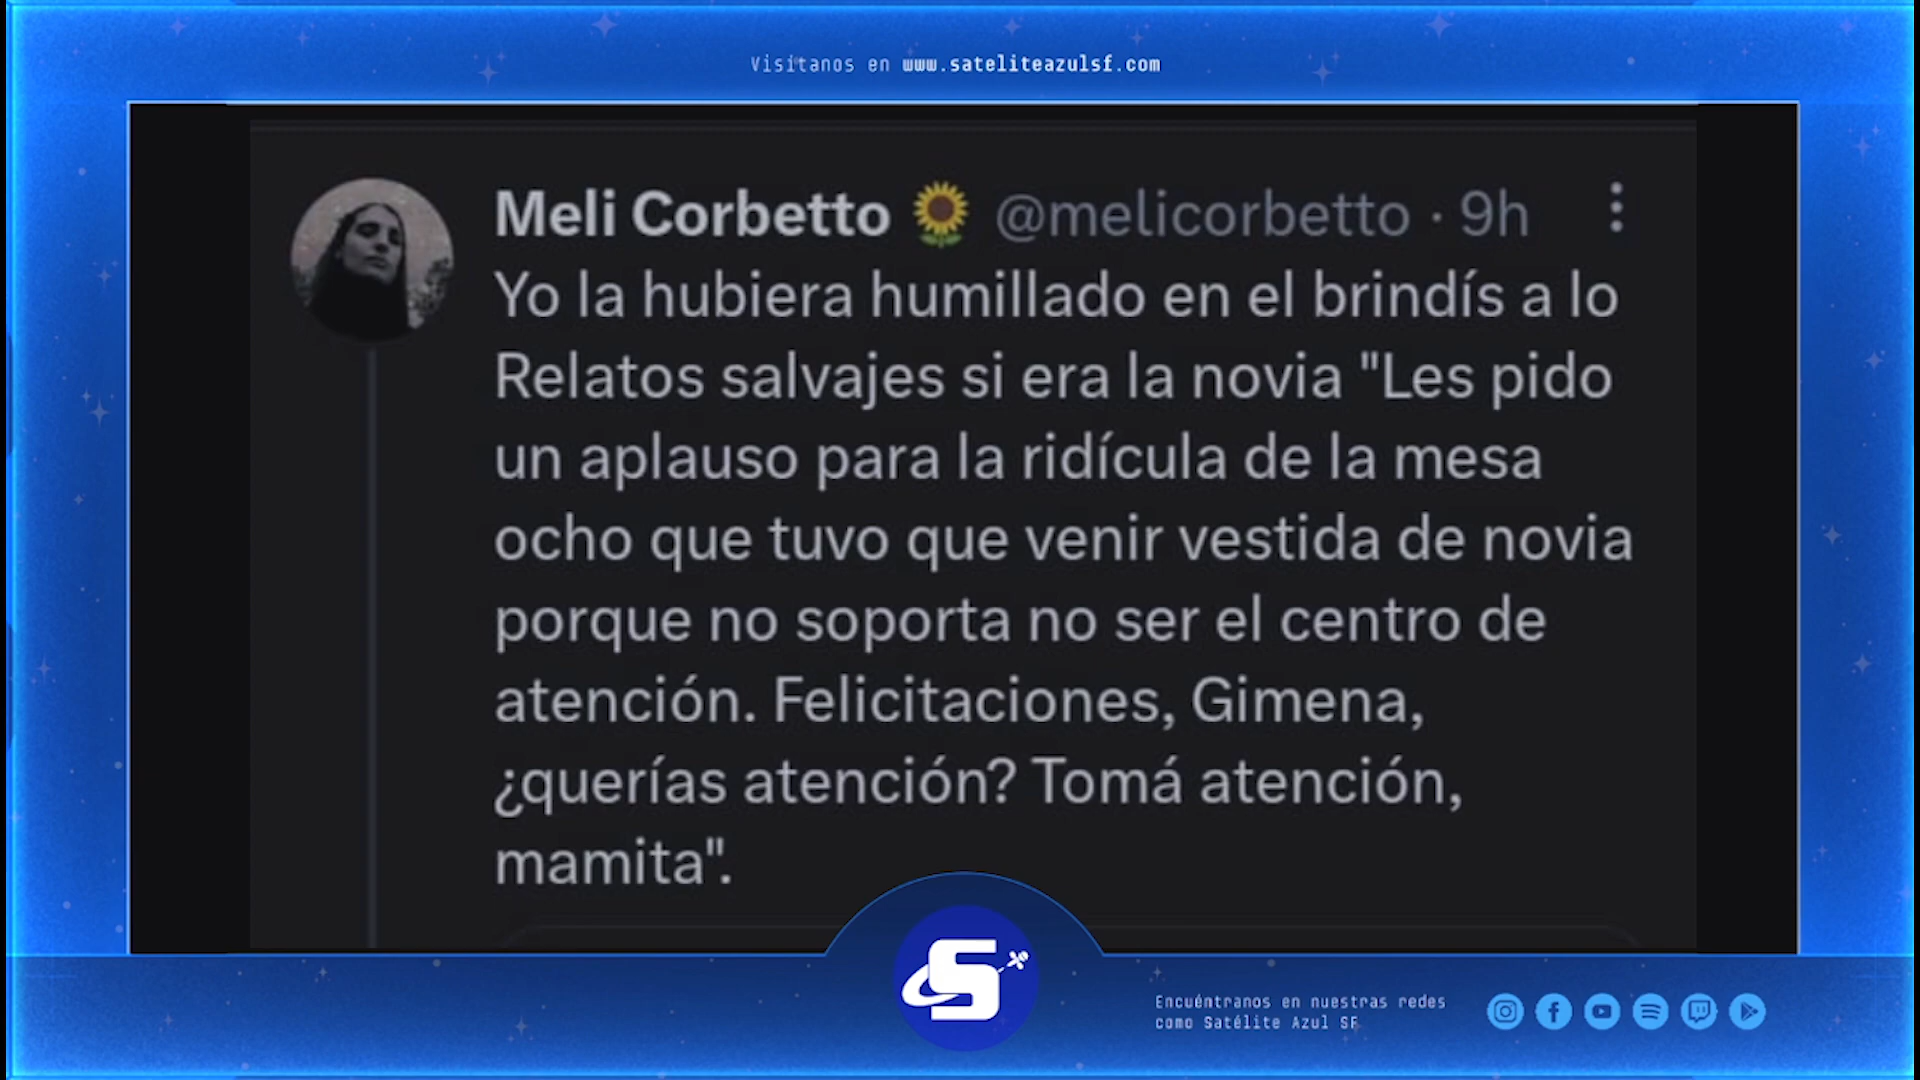 Visítanos en www.sateliteazulsf.com
Meli Corbetto 🌻 @melicorbetto · 9h
Yo la hubiera humillado en el brindís a lo
Relatos salvajes si era la novia "Les pido
un aplauso para la ridícula de la mesa
ocho que tuvo que venir vestida de novia
porque no soporta no ser el centro de
atención. Felicitaciones, Gimena,
¿querías atención? Tomá atención,
mamita".
S
Encuéntranos en nuestras redes
como Satélite Azul SF